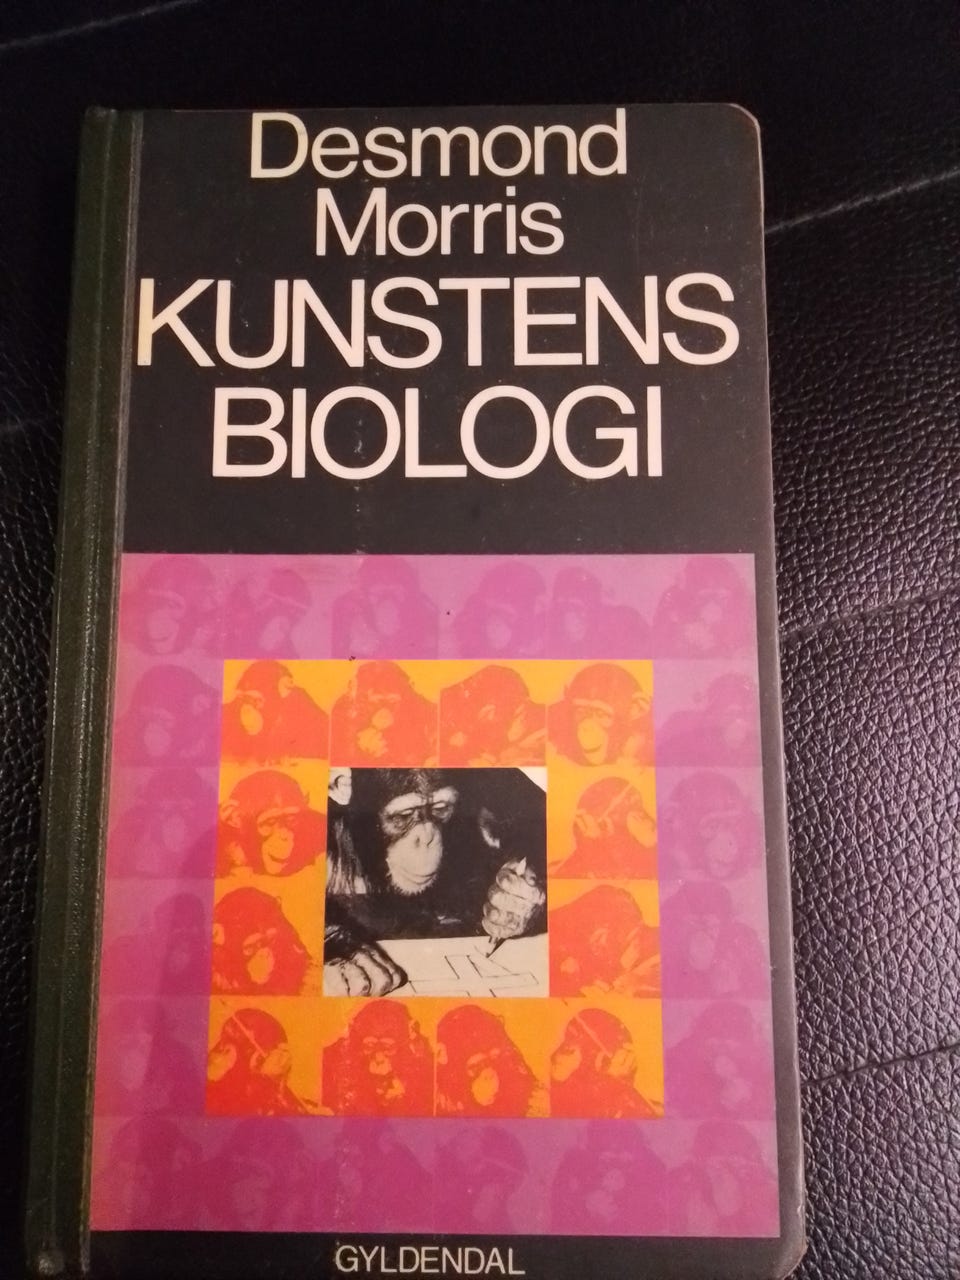 Desmond
Morris
KUNSTENS
BIOLOGI
GYLDENDAL